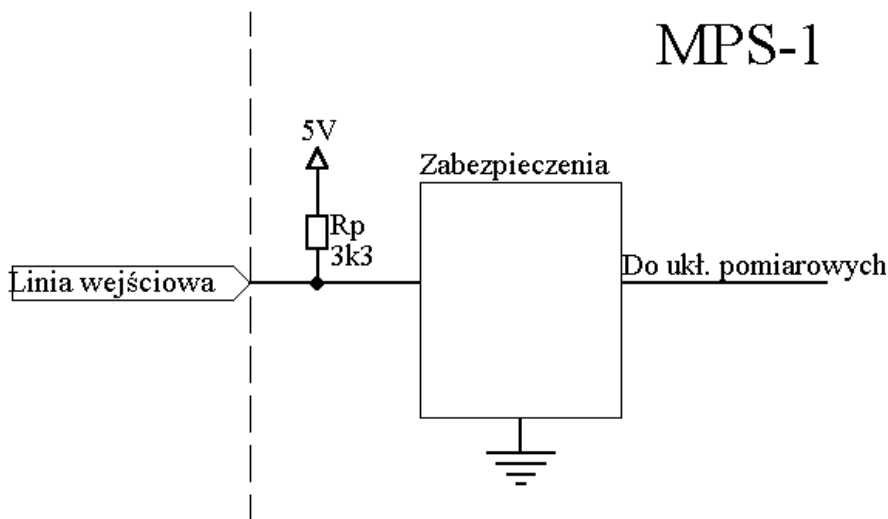 MPS-1
5V
Zabezpieczenia
Rp
3k3
Linia wejściowa
Do ukł. pomiarowych